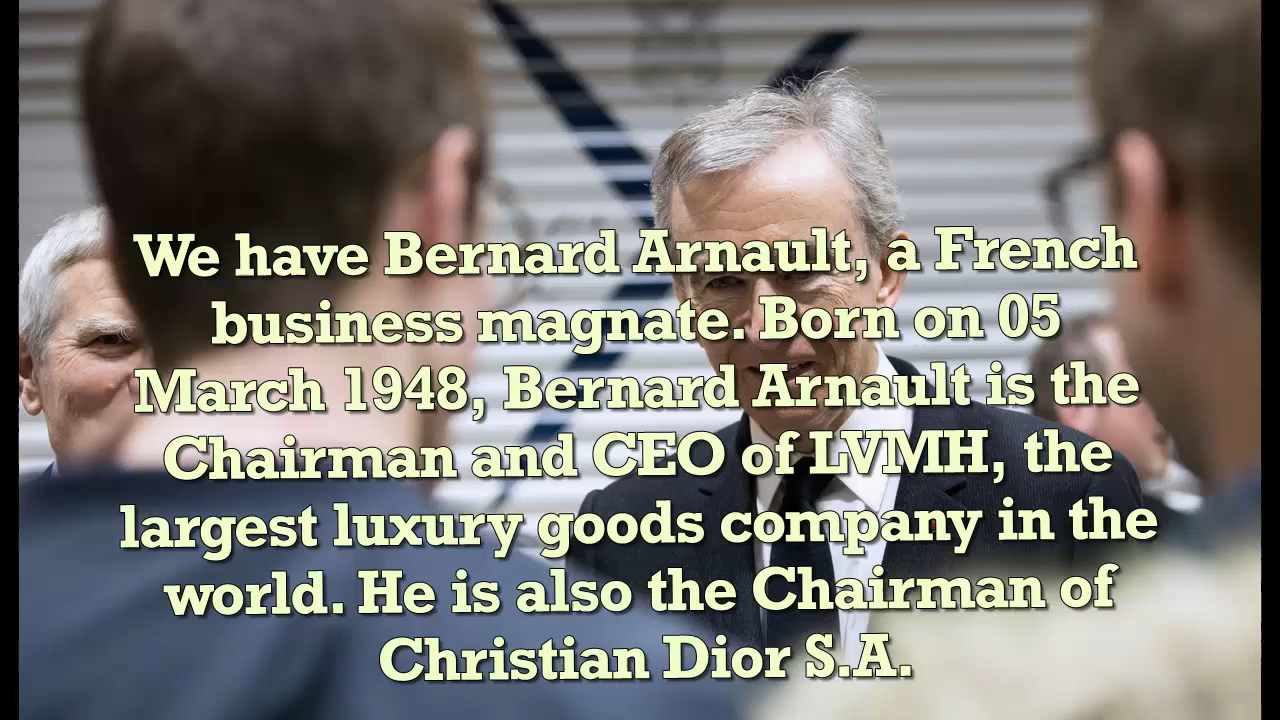 We have Bernard Arnault, a French
business magnate. Born on 05
March 1948, Bernard Arnault is the
Chairman and CEO of LVMH, the
largest luxury goods company in the
world. He is also the Chairman of
Christian Dior S.A.